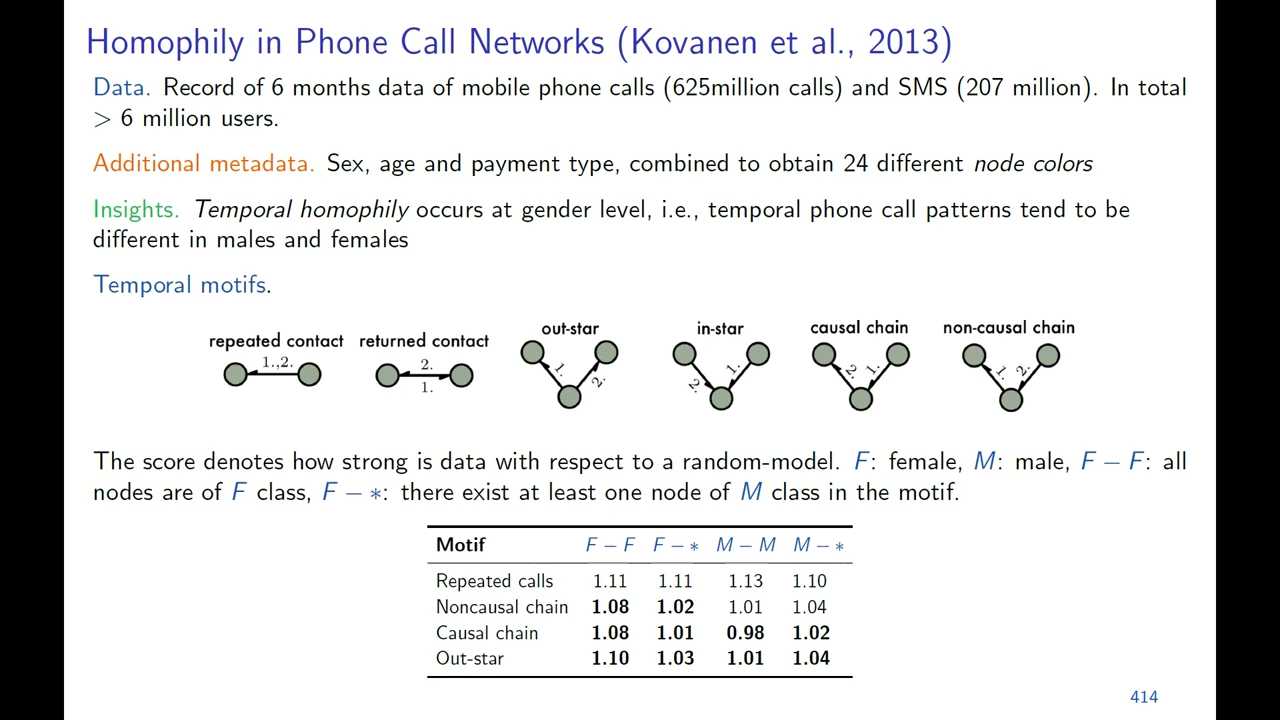 Homophily in Phone Call Networks (Kovanen et al., 2013)
Data. Record of 6 months data of mobile phone calls (625million calls) and SMS (207 million). In total
> 6 million users.
Additional metadata. Sex, age and payment type, combined to obtain 24 different node colors
Insights. Temporal homophily occurs at gender level, i.e., temporal phone call patterns tend to be
different in males and females
Temporal motifs.
repeated contact returned contact out-star in-star causal chain non-causal chain
1.,2. 2. 1. 1. 2. 2. 1. 2. 1. 1. 2.
The score denotes how strong is data with respect to a random-model. F: female, M: male, F − F: all
nodes are of F class, F − ∗: there exist at least one node of M class in the motif.
Motif F − F F − ∗ M − M M − ∗
Repeated calls 1.11 1.11 1.13 1.10
Noncausal chain 1.08 1.02 1.01 1.04
Causal chain 1.08 1.01 0.98 1.02
Out-star 1.10 1.03 1.01 1.04
414